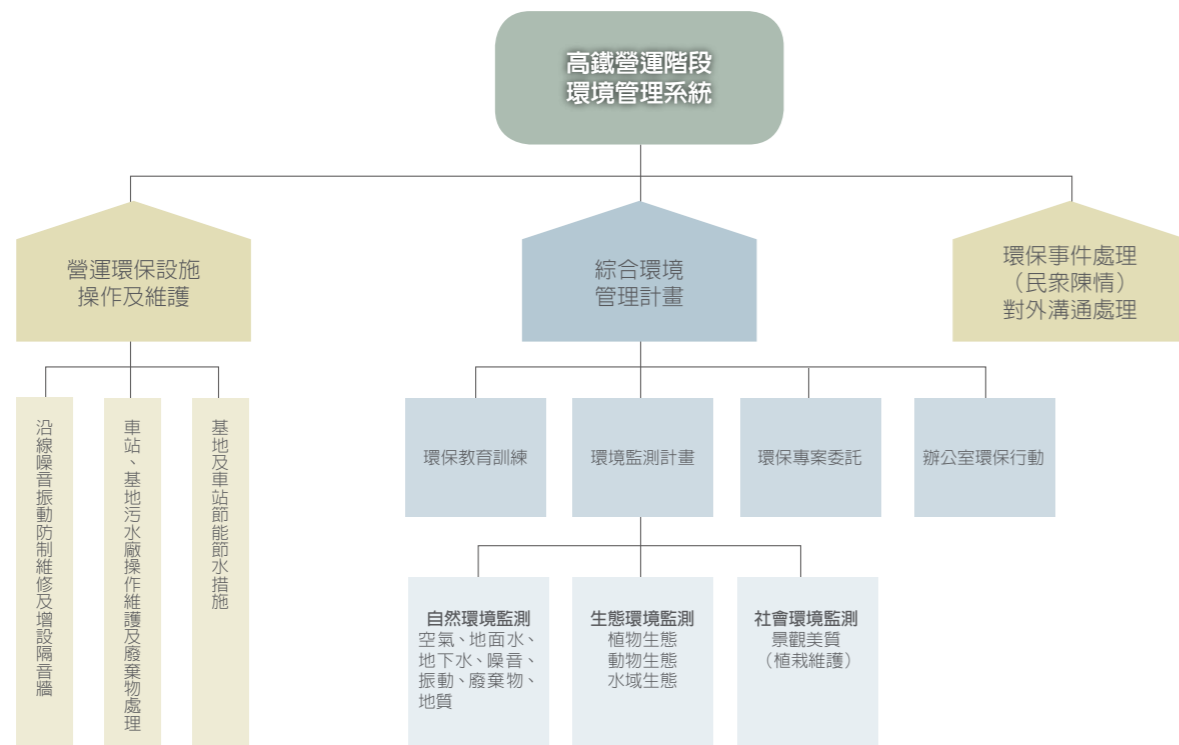 高鐵營運階段
環境管理系統
營運環保設施
操作及維護
綜合環境
管理計畫
環保事件處理
（民眾陳情）
對外溝通處理
沿線噪音振動防制維修及增設隔音牆
車站、基地污水廠操作維護及廢棄物處理
基地及車站節能節水措施
環保教育訓練
環境監測計畫
環保專案委託
辦公室環保行動
自然環境監測
空氣、地面水、
地下水、噪音、
振動、廢棄物、
地質
生態環境監測
植物生態
動物生態
水域生態
社會環境監測
景觀美質
（植栽維護）